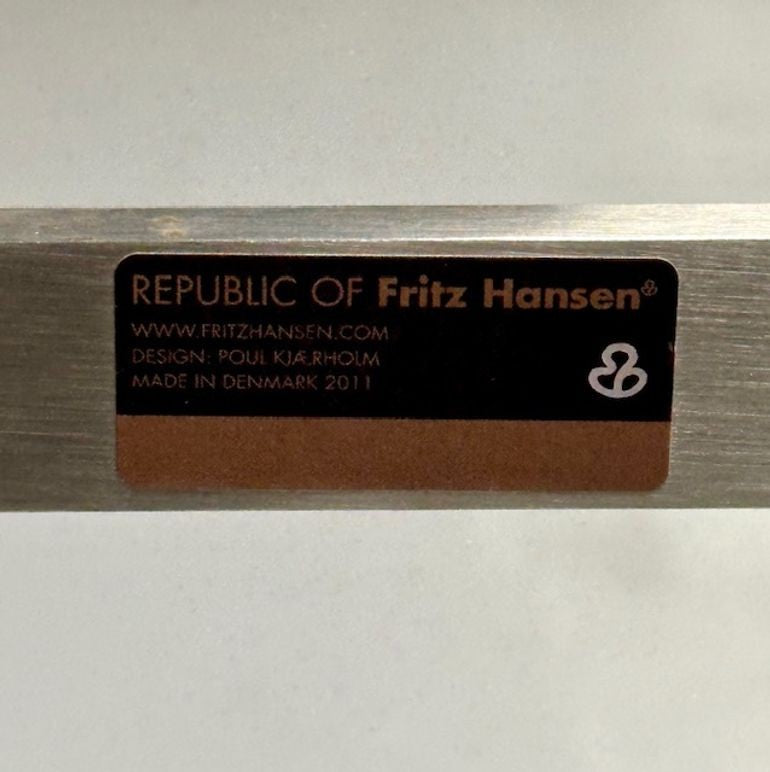 REPUBLIC OF Fritz Hansen®
WWW.FRITZHANSEN.COM
DESIGN: POUL KJÆRHOLM
MADE IN DENMARK 2011